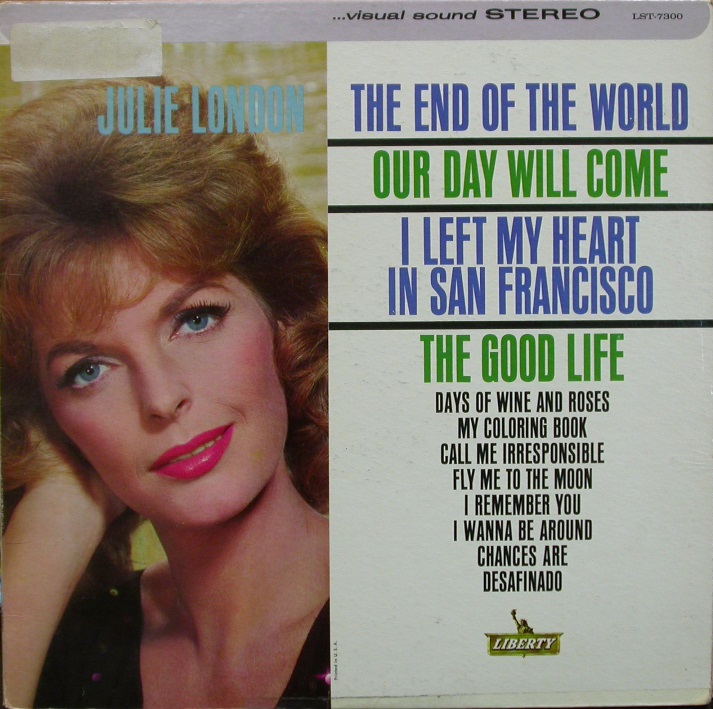 ...visual sound STEREO
LST-7300
JULIE LONDON
THE END OF THE WORLD
OUR DAY WILL COME
I LEFT MY HEART
IN SAN FRANCISCO
THE GOOD LIFE
DAYS OF WINE AND ROSES
MY COLORING BOOK
CALL ME IRRESPONSIBLE
FLY ME TO THE MOON
I REMEMBER YOU
I WANNA BE AROUND
CHANCES ARE
DESAFINADO
LIBERTY
Printed in U.S.A.